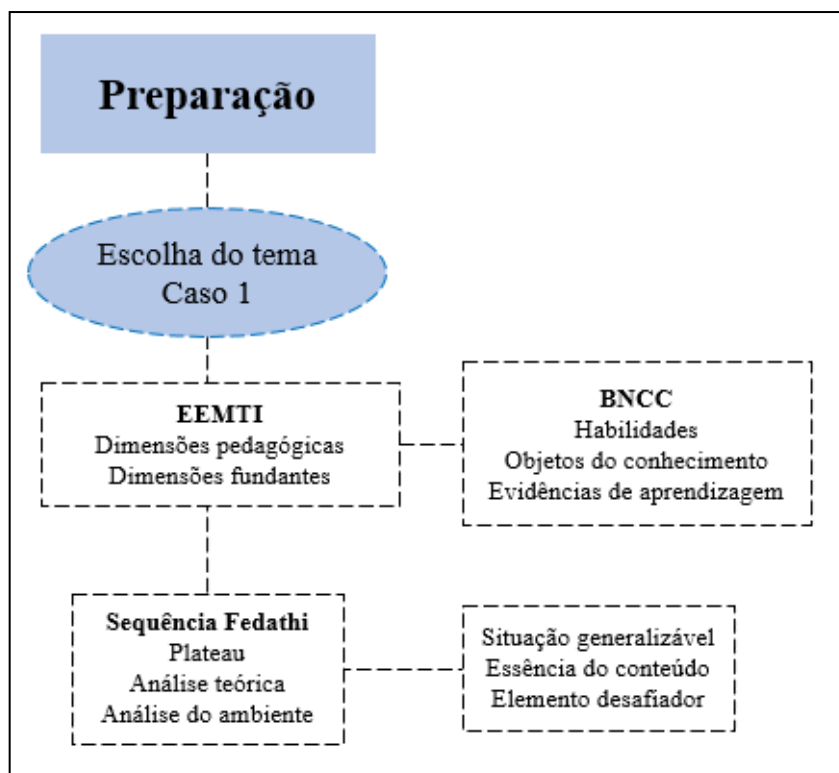 Preparação
Escolha do tema
Caso 1
EEMTI
Dimensões pedagógicas
Dimensões fundantes
BNCC
Habilidades
Objetos do conhecimento
Evidências de aprendizagem
Sequência Fedathi
Plateau
Análise teórica
Análise do ambiente
Situação generalizável
Essência do conteúdo
Elemento desafiador